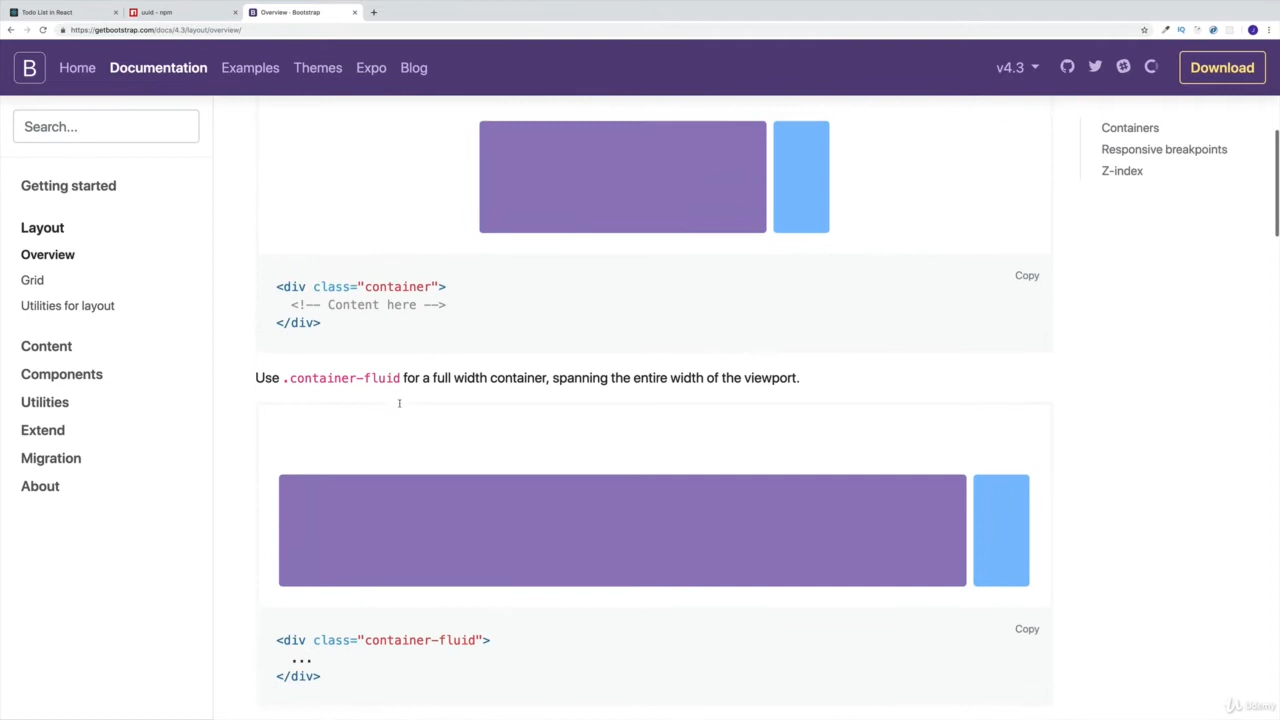 Todo List in React
uuid - npm
Overview · Bootstrap
https://getbootstrap.com/docs/4.3/layout/overview/
B
Home
Documentation
Examples
Themes
Expo
Blog
v4.3
Download
Search...
Getting started
Layout
Overview
Grid
Utilities for layout
Content
Components
Utilities
Extend
Migration
About
Copy
<div class="container">
<!-- Content here -->
</div>
Use .container-fluid for a full width container, spanning the entire width of the viewport.
Copy
<div class="container-fluid">
...
</div>
Containers
Responsive breakpoints
Z-index
Udemy